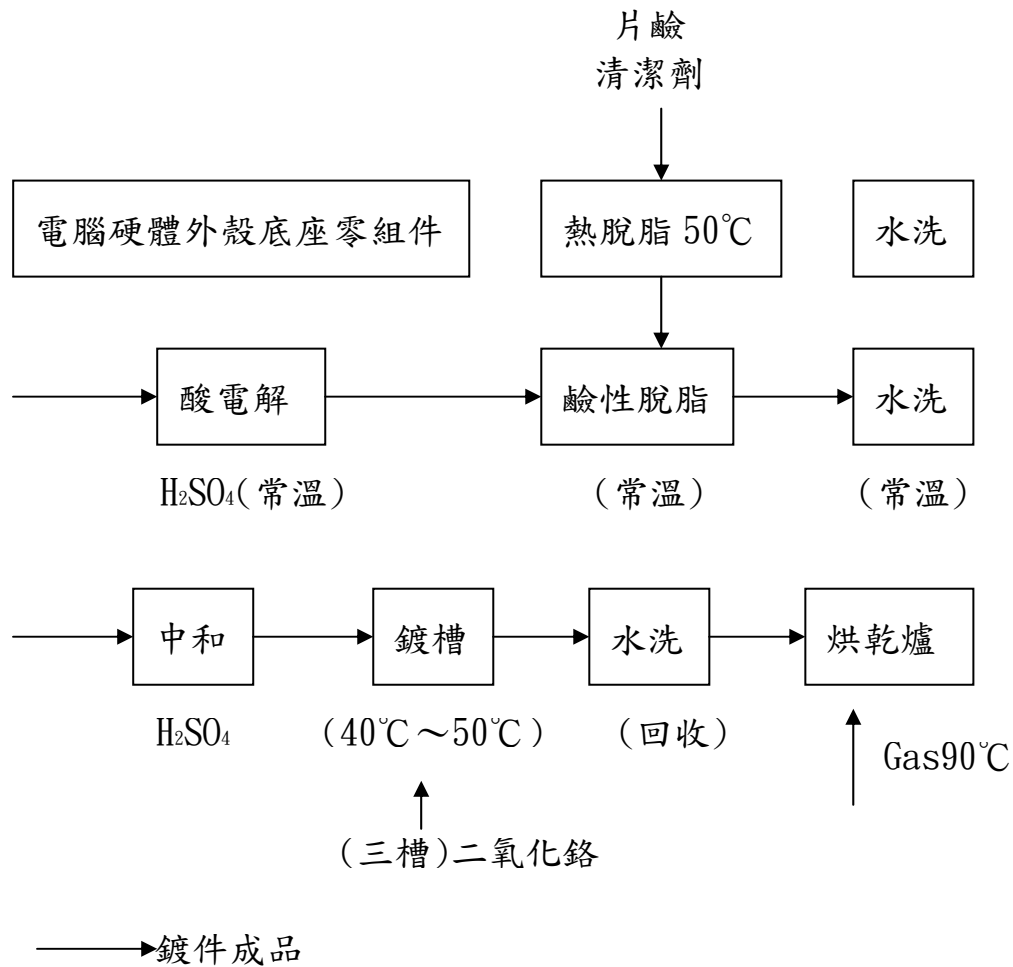 片鹼
清潔劑
電腦硬體外殼底座零組件
熱脫脂 50℃
水洗
酸電解
鹼性脫脂
水洗
H₂SO₄(常溫)
(常溫)
(常溫)
中和
鍍槽
水洗
烘乾爐
H₂SO₄
(40℃～50℃)
(回收)
Gas90℃
(三槽)二氧化鉻
鍍件成品